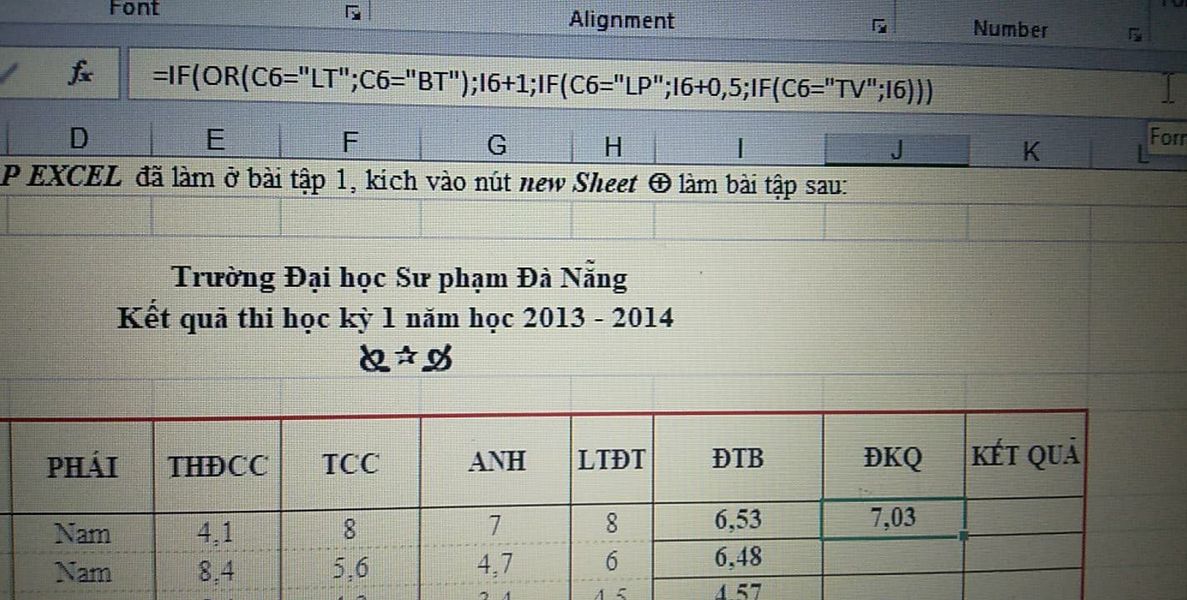 Font Alignment Number
fx =IF(OR(C6="LT";C6="BT");I6+1;IF(C6="LP";I6+0,5;IF(C6="TV";I6)))
D E F G H I J K L
P EXCEL đã làm ở bài tập 1, kich vào nút new Sheet ⊕ làm bài tập sau:
Trường Đại học Sư phạm Đà Nẵng
Kết quả thi học kỳ 1 năm học 2013 - 2014
PHÁI THĐCC TCC ANH LTĐT ĐTB ĐKQ KẾT QUẢ
Nam 4,1 8 7 8 6,53 7,03
Nam 8,4 5,6 4,7 6 6,48
4,57